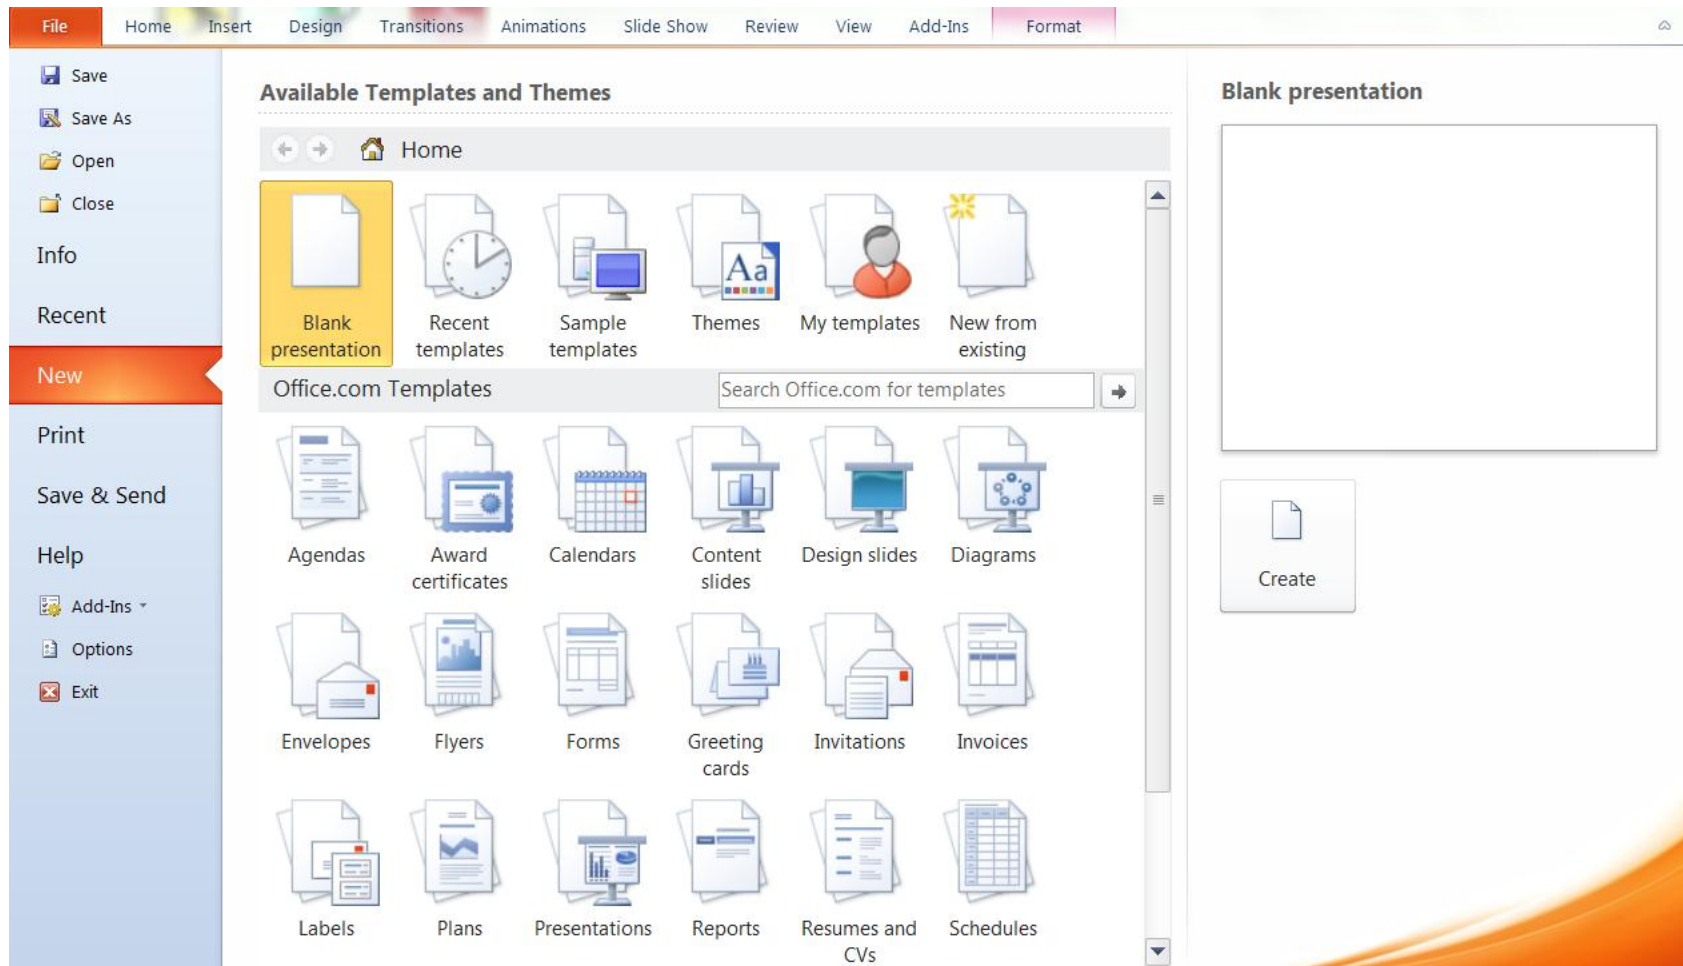 File Home Insert Design Transitions Animations Slide Show Review View Add-Ins Format
Save
Save As
Open
Close
Info
Recent
New
Print
Save & Send
Help
Add-Ins
Options
Exit
Available Templates and Themes
Home
Blank presentation
Recent templates
Sample templates
Themes
My templates
New from existing
Office.com Templates
Search Office.com for templates
Agendas
Award certificates
Calendars
Content slides
Design slides
Diagrams
Envelopes
Flyers
Forms
Greeting cards
Invitations
Invoices
Labels
Plans
Presentations
Reports
Resumes and CVs
Schedules
Blank presentation
Create
Aa